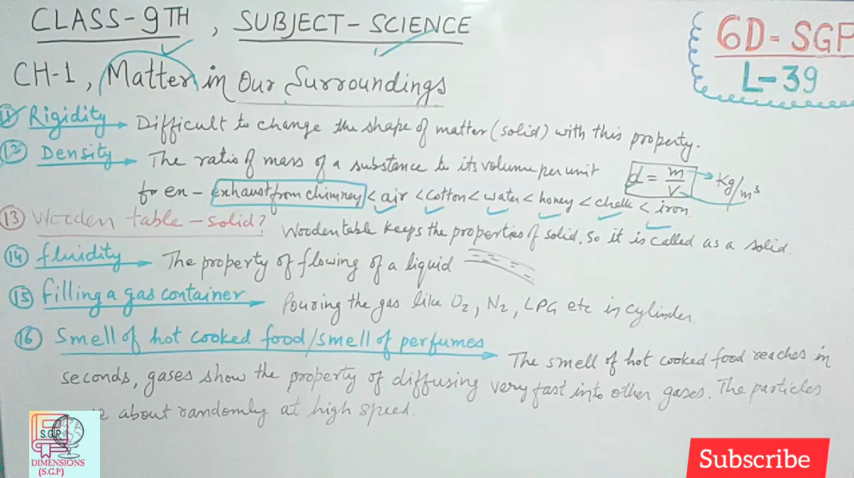 CLASS-9TH, SUBJECT-SCIENCE
6D-SGP
L-39
CH-1, Matter in Our Surroundings
11 Rigidity → Difficult to change the shape of matter (solid) with this property.
12 Density → The ratio of mass of a substance to its volume per unit
d = m/v → Kg/m³
for en - exhaust from chimney < air < cotton < water < honey < chalk < iron
13 Wooden table - solid? Wooden table keeps the properties of solid, so it is called as a solid.
14 fluidity → The property of flowing of a liquid
15 filling a gas container → Pouring the gas like O₂, N₂, LPG etc in cylinder.
16 Smell of hot cooked food/smell of perfumes → The smell of hot cooked food reaches in
seconds, gases show the property of diffusing very fast into other gases. The particles
about randomly at high speed.
S.G.P
DIMENSIONS
(S.G.P)
Subscribe